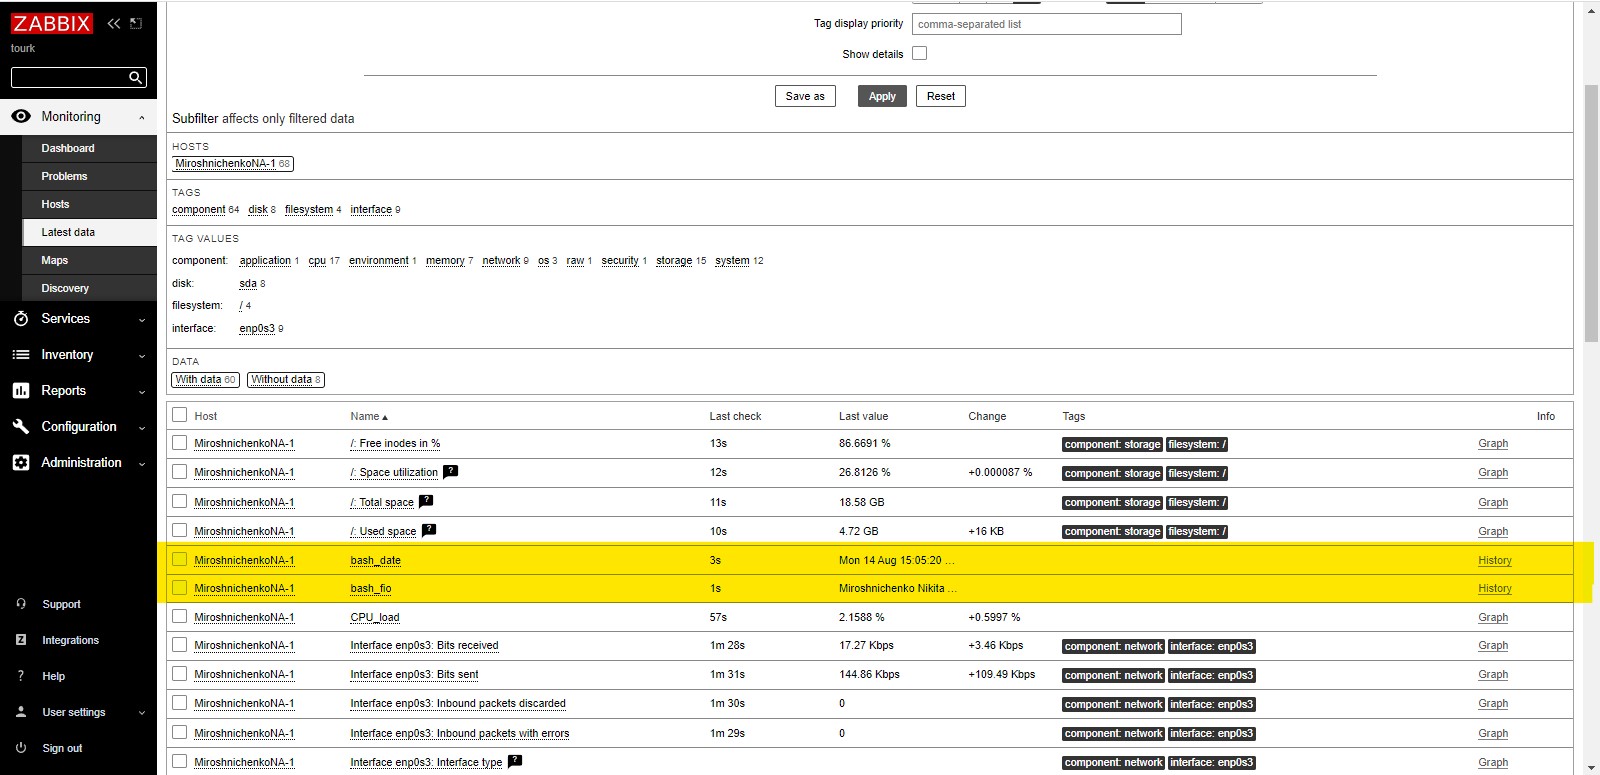 ZABBIX
tourk
Monitoring
Dashboard
Problems
Hosts
Latest data
Maps
Discovery
Services
Inventory
Reports
Configuration
Administration
Support
Integrations
Help
User settings
Sign out
Tag display priority comma-separated list
Show details
Save as Apply Reset
Subfilter affects only filtered data
HOSTS
MiroshnichenkoNA-1 68
TAGS
component 64 disk 8 filesystem 4 interface 9
TAG VALUES
component: application 1 cpu 17 environment 1 memory 7 network 9 os 3 raw 1 security 1 storage 15 system 12
disk: sda 8
filesystem: / 4
interface: enp0s3 9
DATA
With data 60 Without data 8
Host Name Last check Last value Change Tags Info
MiroshnichenkoNA-1 /: Free inodes in % 13s 86.6691 % component: storage filesystem: / Graph
MiroshnichenkoNA-1 /: Space utilization ? 12s 26.8126 % +0.000087 % component: storage filesystem: / Graph
MiroshnichenkoNA-1 /: Total space ? 11s 18.58 GB component: storage filesystem: / Graph
MiroshnichenkoNA-1 /: Used space ? 10s 4.72 GB +16 KB component: storage filesystem: / Graph
MiroshnichenkoNA-1 bash_date 3s Mon 14 Aug 15:05:20 ... History
MiroshnichenkoNA-1 bash_fio 1s Miroshnichenko Nikita ... History
MiroshnichenkoNA-1 CPU_load 57s 2.1588 % +0.5997 % Graph
MiroshnichenkoNA-1 Interface enp0s3: Bits received 1m 28s 17.27 Kbps +3.46 Kbps component: network interface: enp0s3 Graph
MiroshnichenkoNA-1 Interface enp0s3: Bits sent 1m 31s 144.86 Kbps +109.49 Kbps component: network interface: enp0s3 Graph
MiroshnichenkoNA-1 Interface enp0s3: Inbound packets discarded 1m 30s 0 component: network interface: enp0s3 Graph
MiroshnichenkoNA-1 Interface enp0s3: Inbound packets with errors 1m 29s 0 component: network interface: enp0s3 Graph
MiroshnichenkoNA-1 Interface enp0s3: Interface type ? component: network interface: enp0s3 Graph